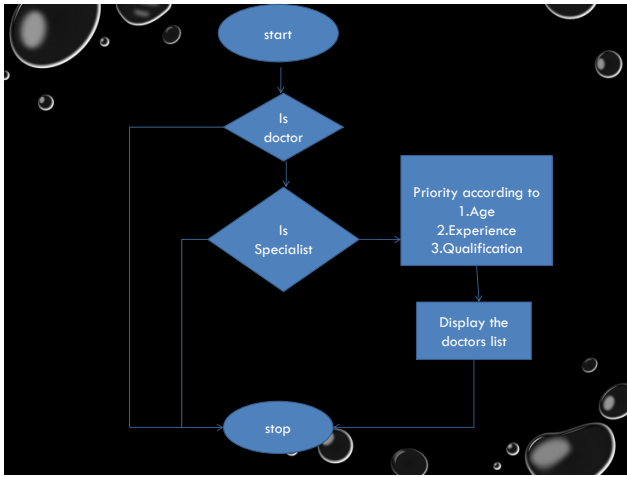 start
Is
doctor
Is
Specialist
Priority according to
1.Age
2.Experience
3.Qualification
Display the
doctors list
stop